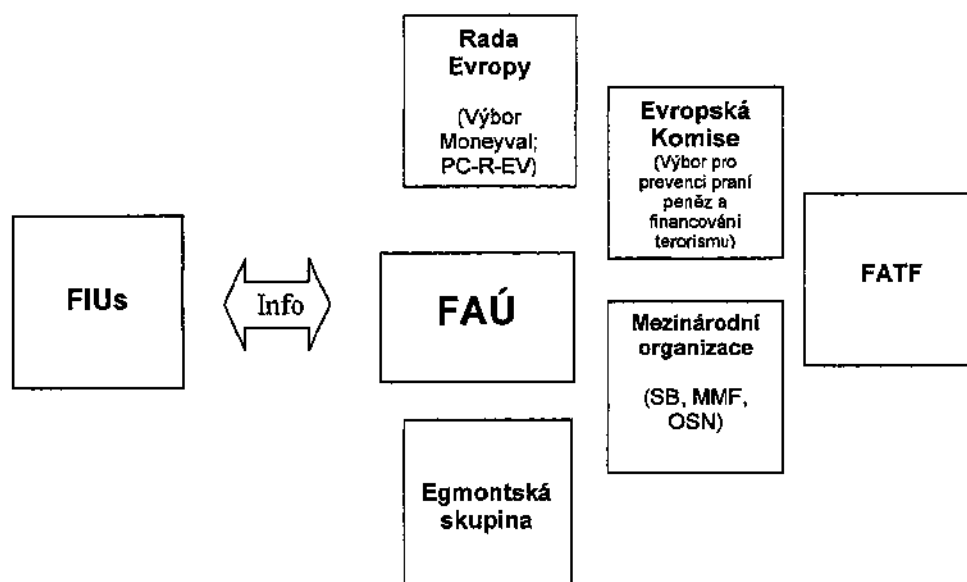 Rada
Evropy
(Výbor
Moneyval;
PC-R-EV)
Evropská
Komise
(Výbor pro
prevenci praní
peněz a
financování
terorismu)
FIUs
Info
FAÚ
FATF
Mezinárodní
organizace
(SB, MMF,
OSN)
Egmontská
skupina